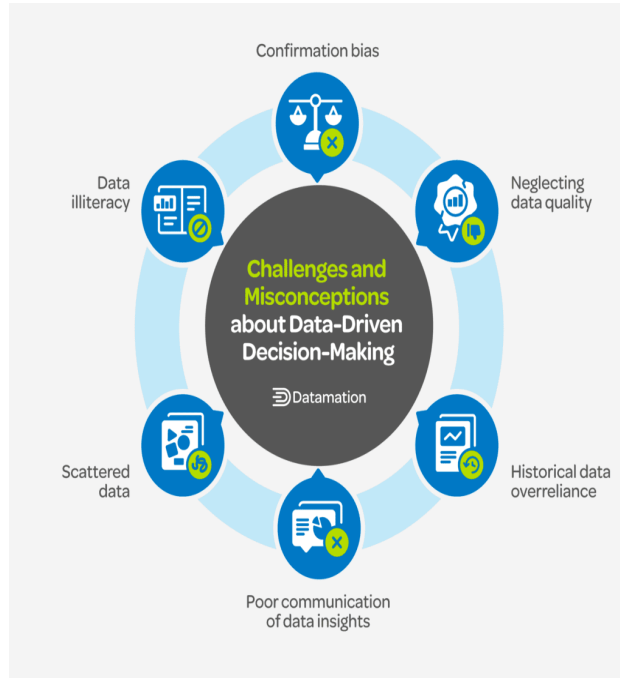 Confirmation bias
Neglecting
data quality
Historical data
overreliance
Poor communication
of data insights
Scattered
data
Data
illiteracy
Challenges and
Misconceptions
about Data-Driven
Decision-Making
Datamation